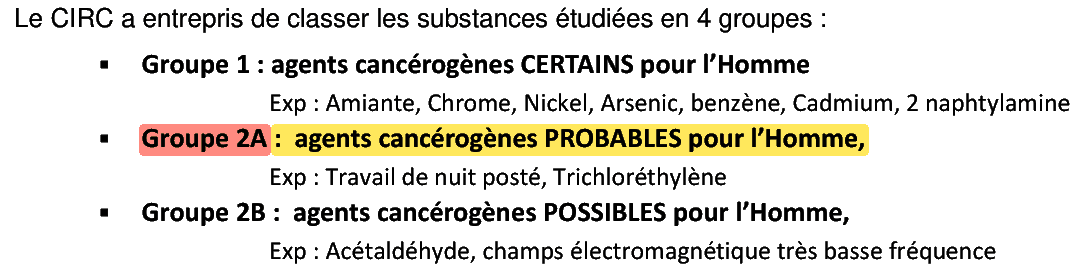 Le CIRC a entrepris de classer les substances étudiées en 4 groupes :
▪ Groupe 1 : agents cancérogènes CERTAINS pour l’Homme
Exp : Amiante, Chrome, Nickel, Arsenic, benzène, Cadmium, 2 naphtylamine
▪ Groupe 2A : agents cancérogènes PROBABLES pour l’Homme,
Exp : Travail de nuit posté, Trichloréthylène
▪ Groupe 2B : agents cancérogènes POSSIBLES pour l’Homme,
Exp : Acétaldéhyde, champs électromagnétique très basse fréquence